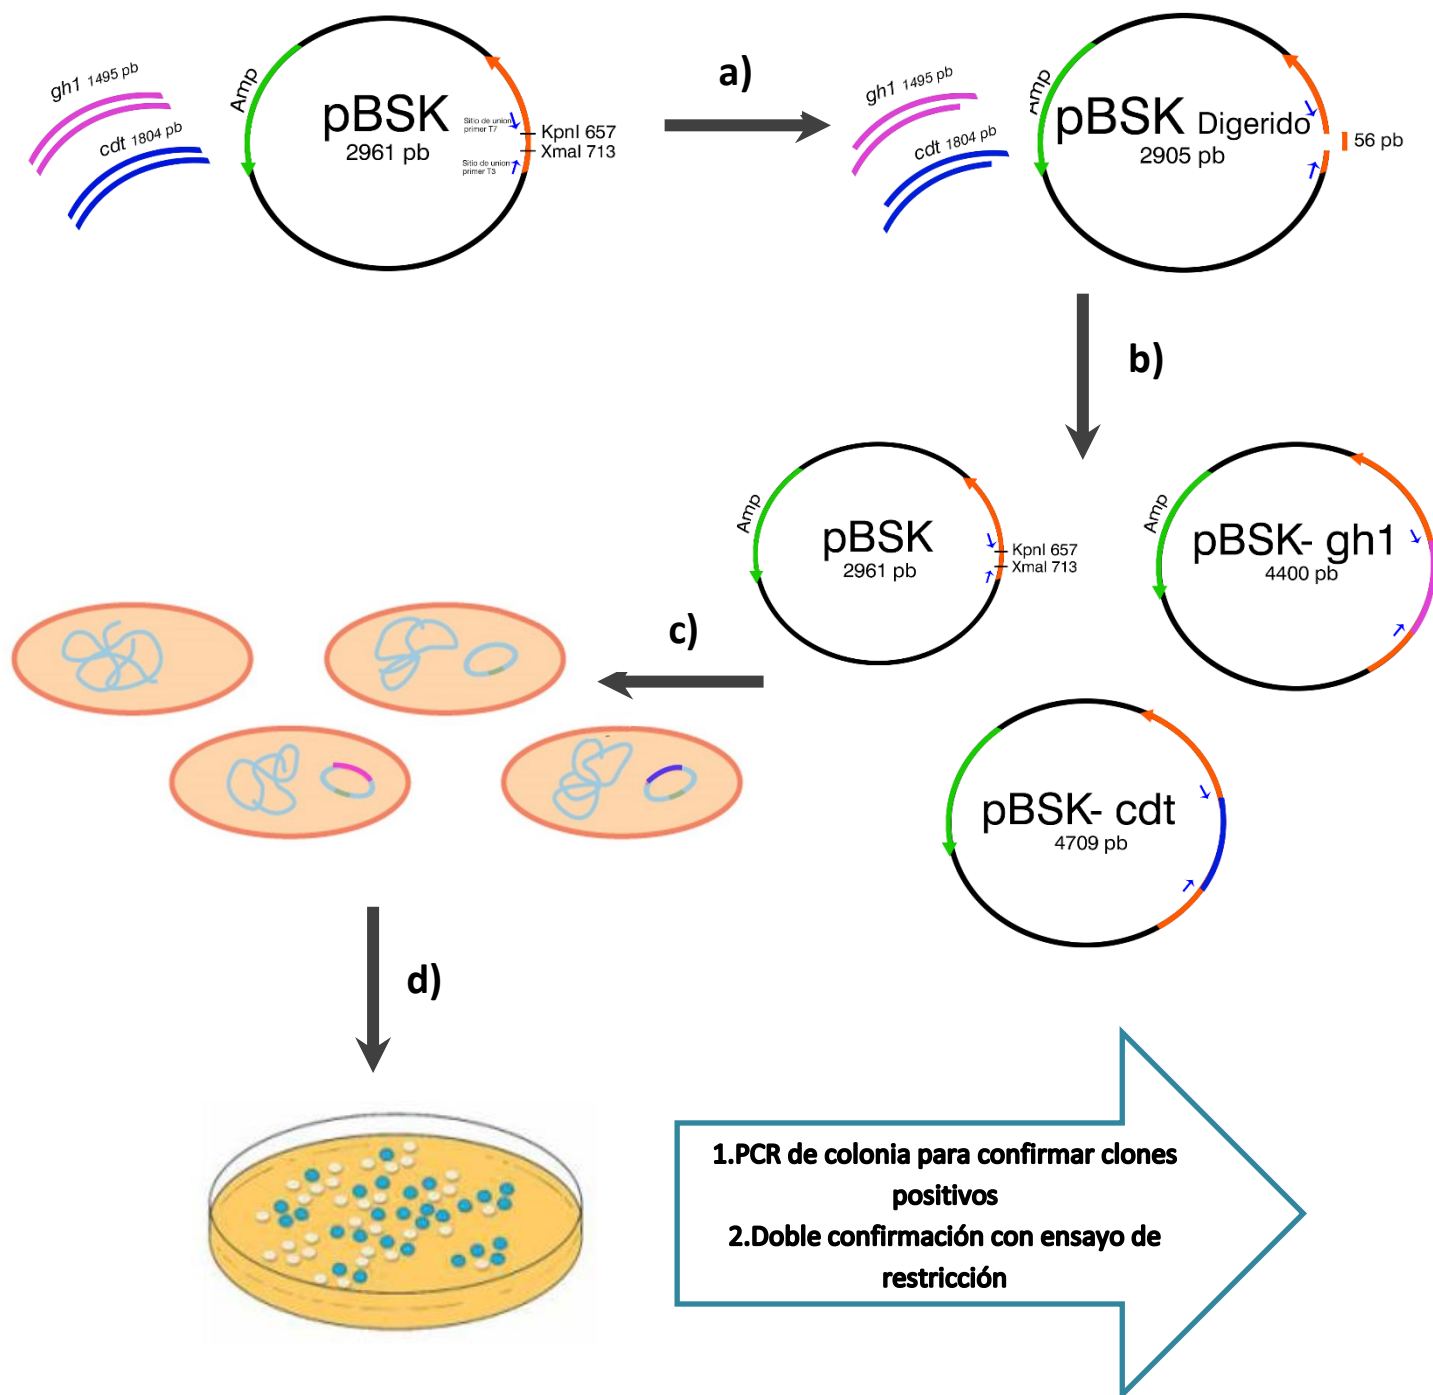 gh1 1495 pb
cdt 1804 pb
Amp
pBSK
2961 pb
Sitio de union
primer T7
KpnI 657
XmaI 713
Sitio de union
primer T3
a)
gh1 1495 pb
cdt 1804 pb
Amp
pBSK Digerido
2905 pb
56 pb
b)
Amp
pBSK
2961 pb
KpnI 657
XmaI 713
Amp
pBSK- gh1
4400 pb
c)
pBSK- cdt
4709 pb
d)
1.PCR de colonia para confirmar clones
positivos
2.Doble confirmación con ensayo de
restricción